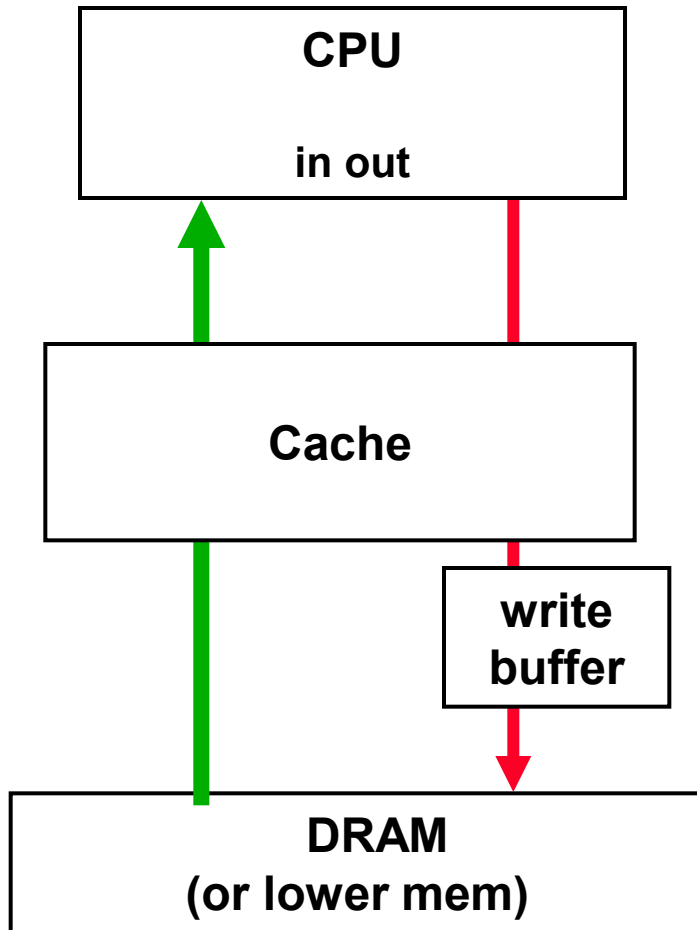 CPU
in out
Cache
write
buffer
DRAM
(or lower mem)